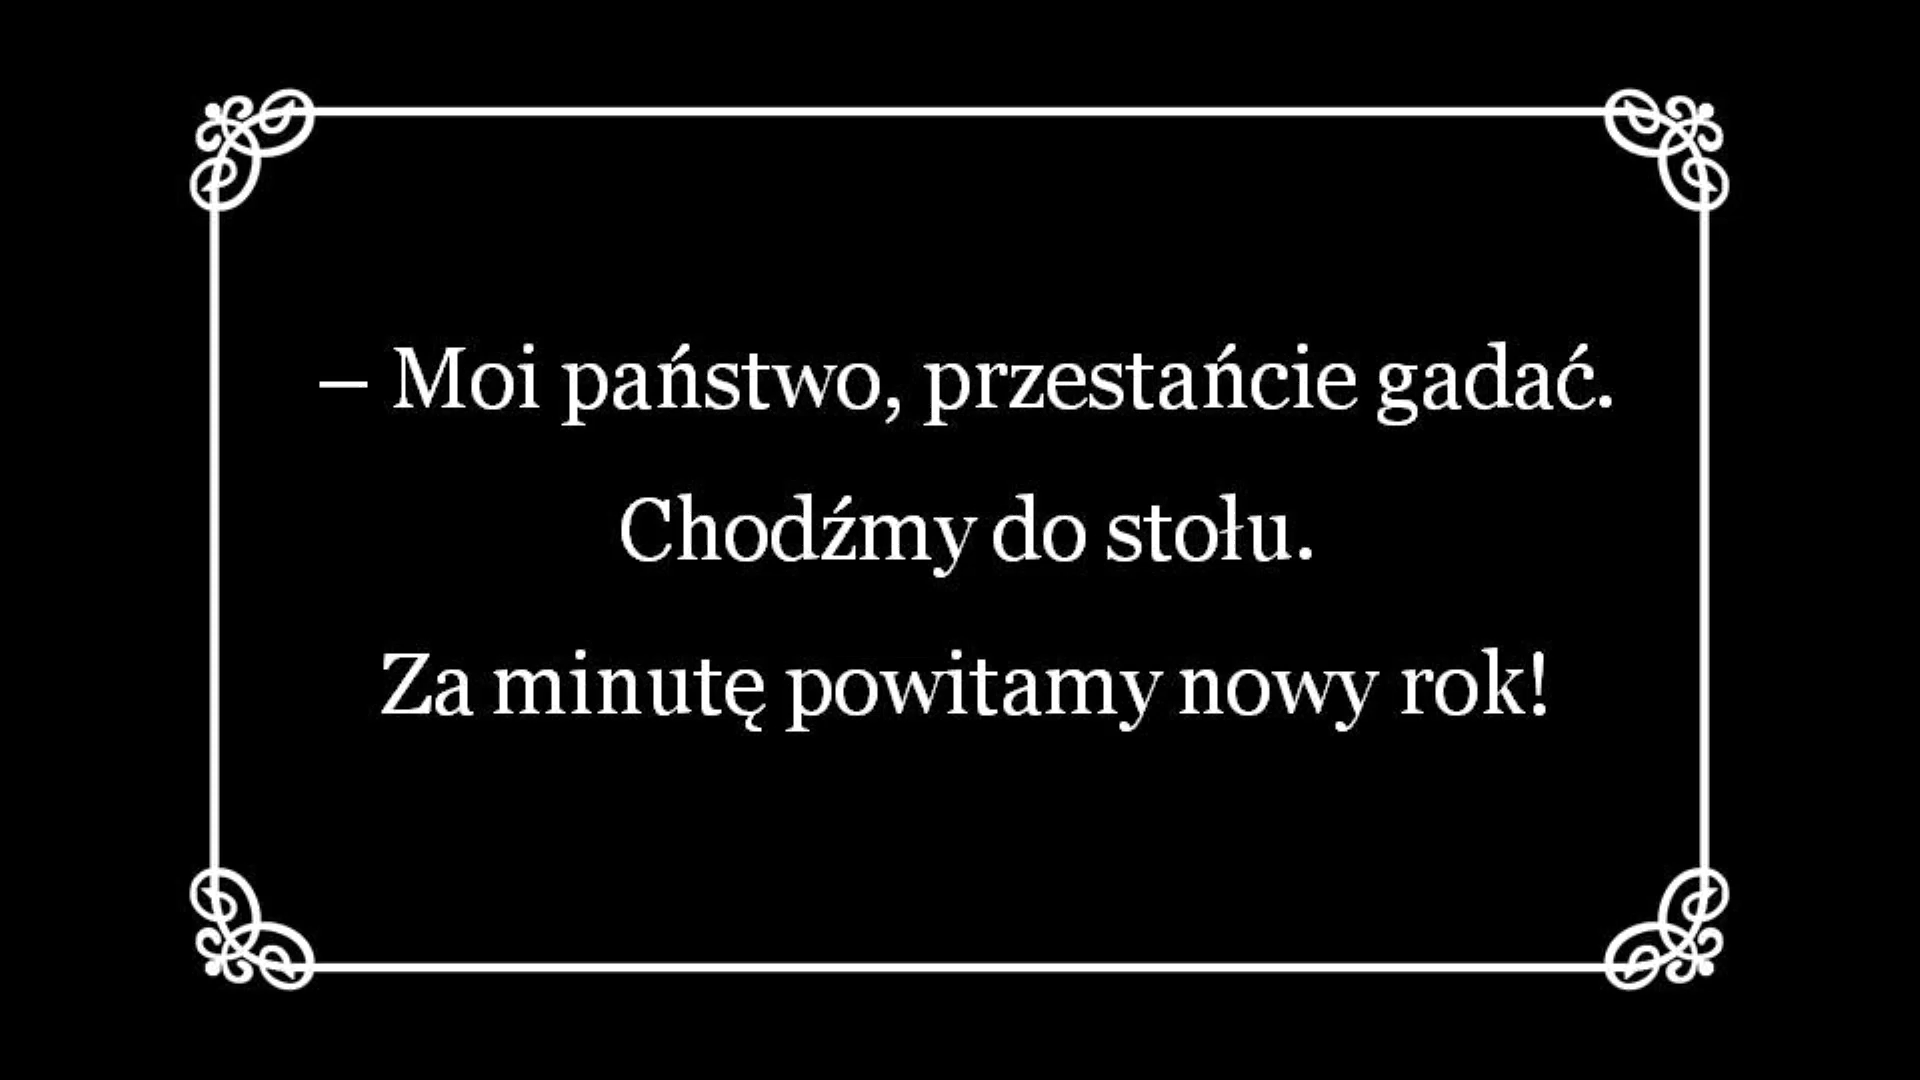 – Moi państwo, przestańcie gadać.
Chodźmy do stołu.
Za minutę powitamy nowy rok!